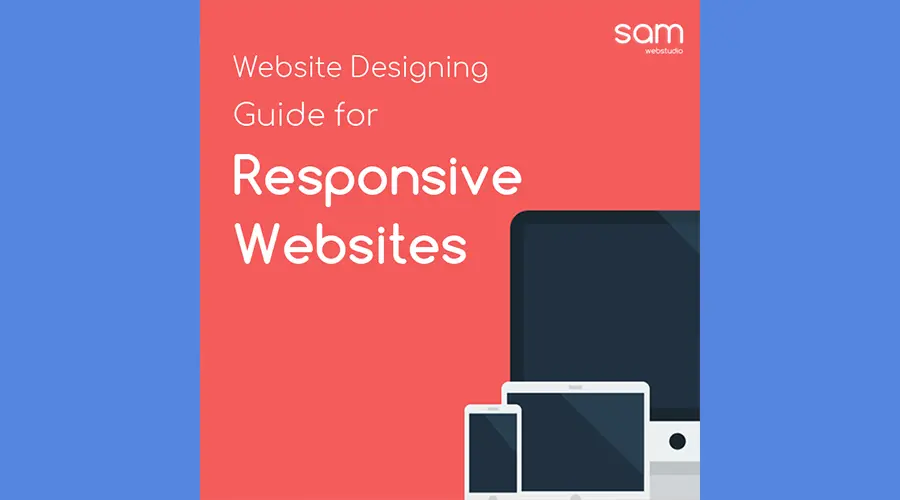 sam
webstudio
Website Designing
Guide for
Responsive
Websites